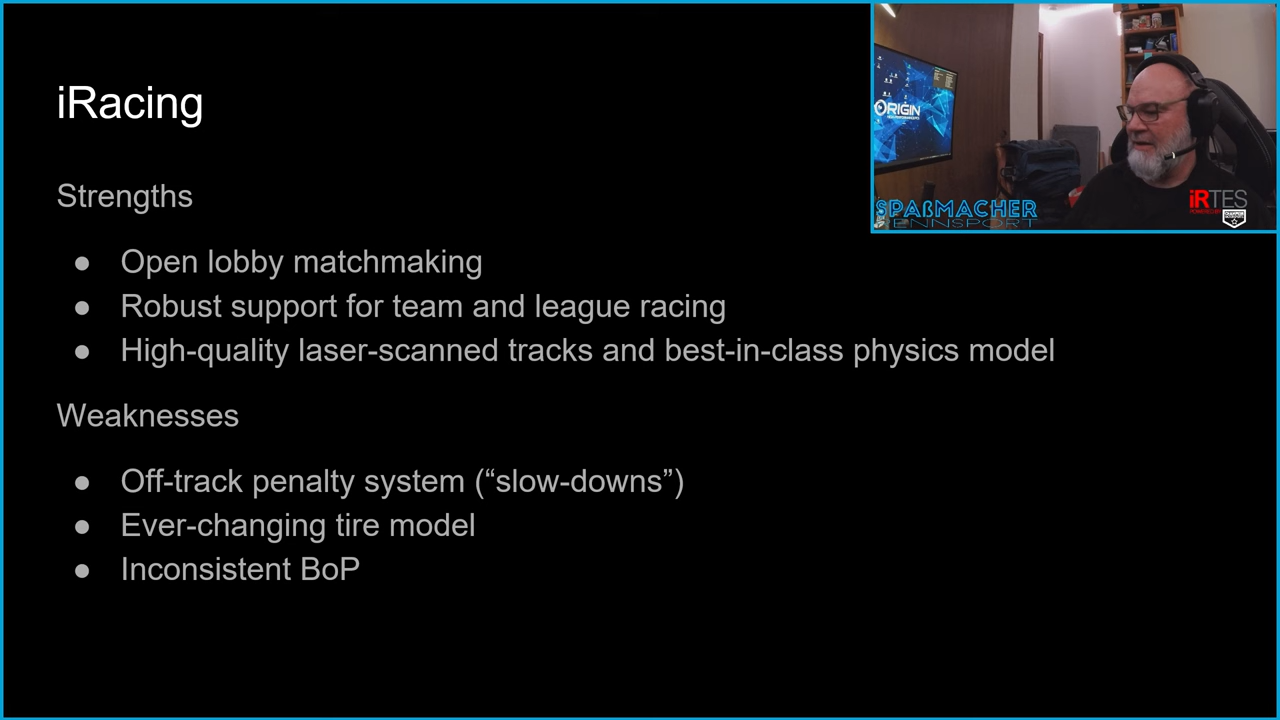 iRacing
Strengths
● Open lobby matchmaking
● Robust support for team and league racing
● High-quality laser-scanned tracks and best-in-class physics model
Weaknesses
● Off-track penalty system (“slow-downs”)
● Ever-changing tire model
● Inconsistent BoP
ORIGIN
SPAßMACHER
RENNSPORT
iRTES